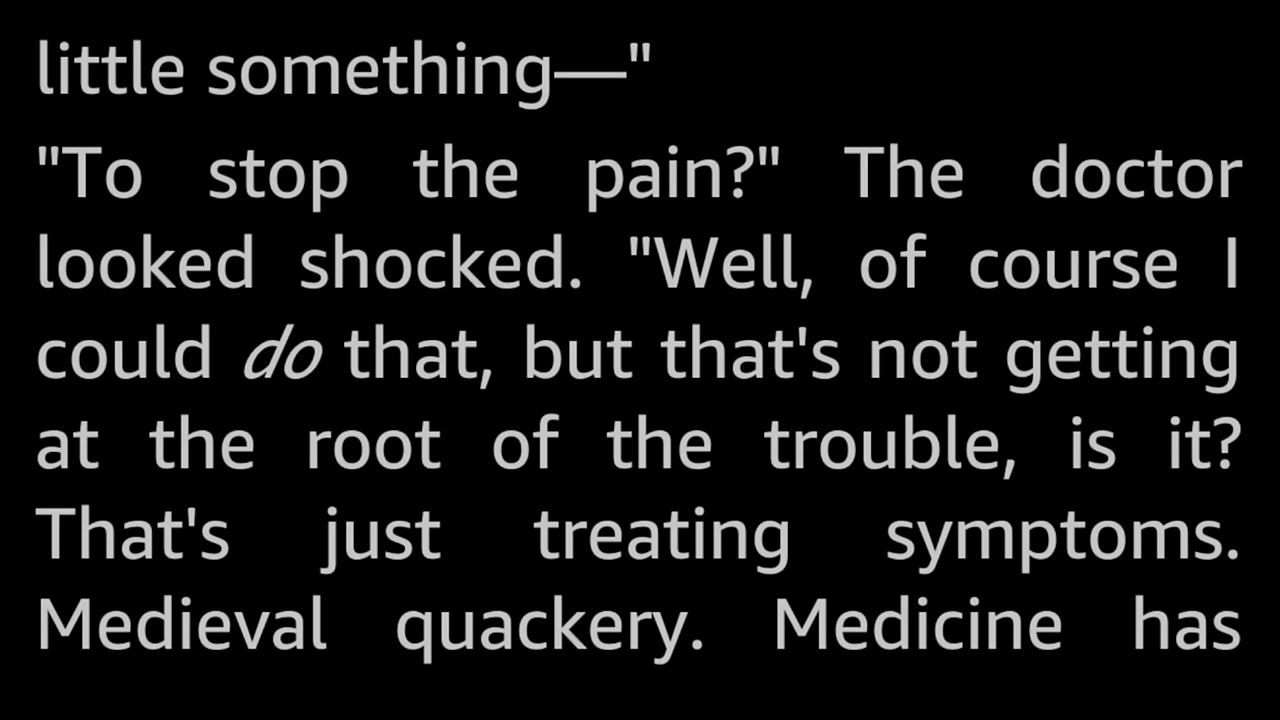 little something—"
"To stop the pain?" The doctor
looked shocked. "Well, of course I
could do that, but that's not getting
at the root of the trouble, is it?
That's just treating symptoms.
Medieval quackery. Medicine has